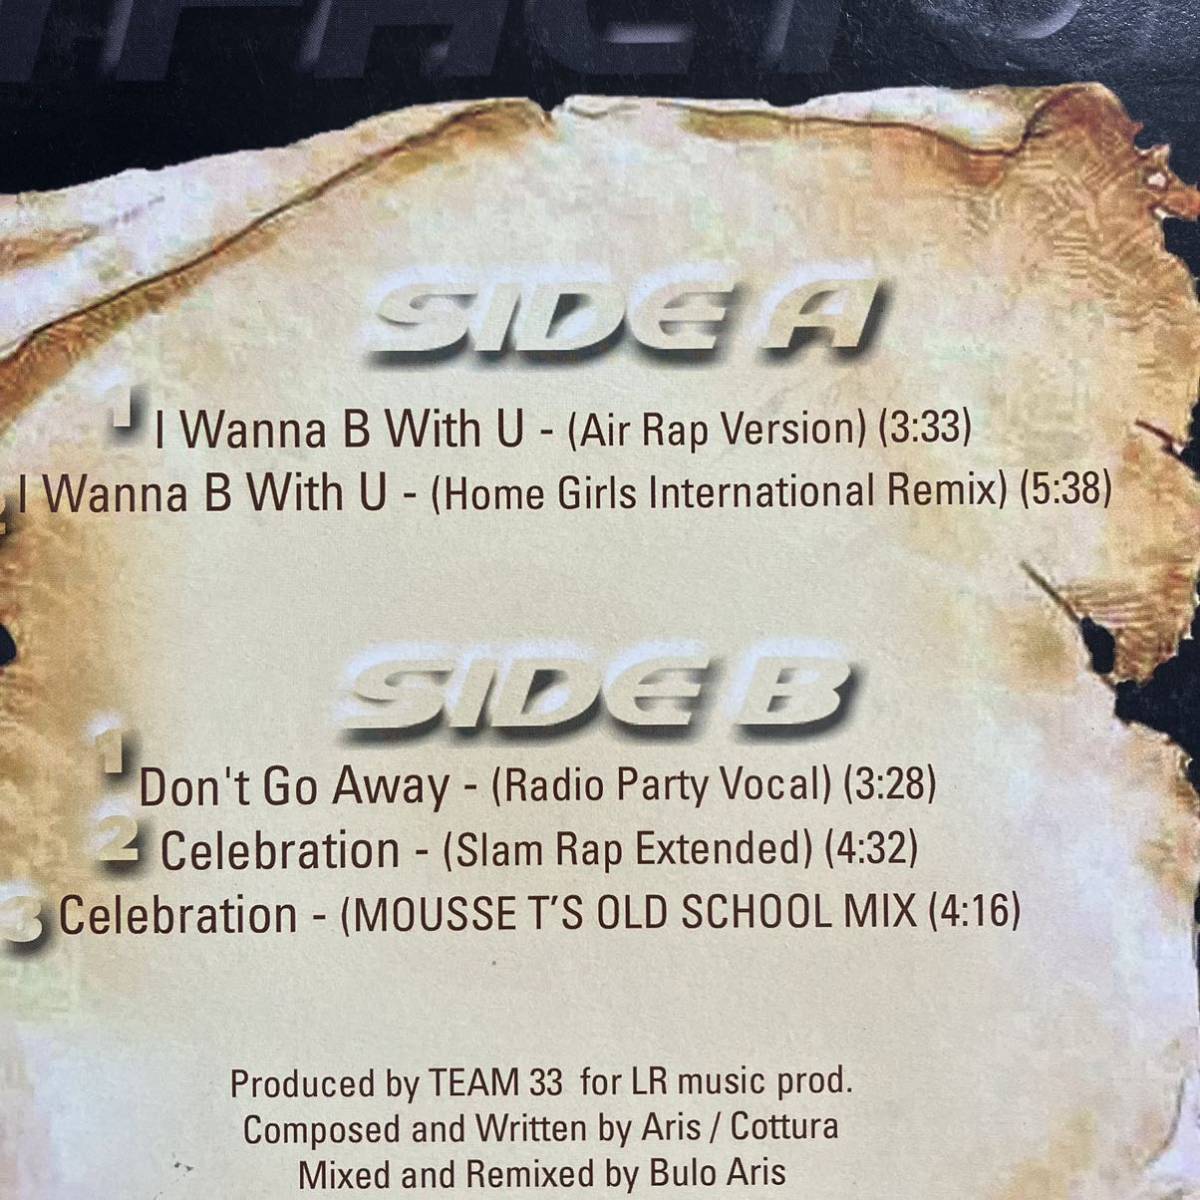 SIDE A
1 I Wanna B With U - (Air Rap Version) (3:33)
2 I Wanna B With U - (Home Girls International Remix) (5:38)
SIDE B
1 Don't Go Away - (Radio Party Vocal) (3:28)
2 Celebration - (Slam Rap Extended) (4:32)
3 Celebration - (MOUSSE T'S OLD SCHOOL MIX (4:16)
Produced by TEAM 33 for LR music prod.
Composed and Written by Aris / Cottura
Mixed and Remixed by Bulo Aris